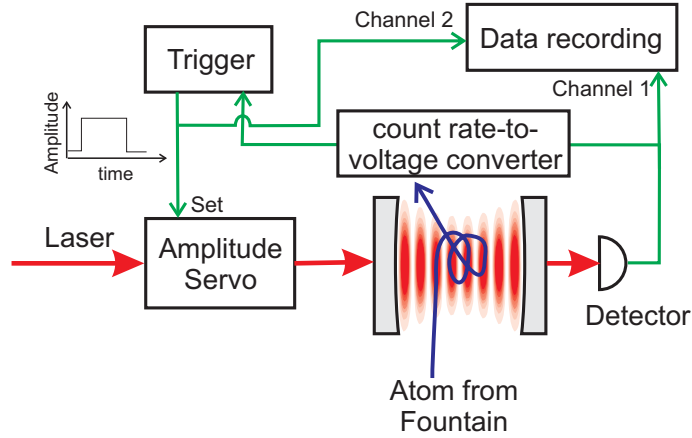 Channel 2
Data recording
Trigger
Channel 1
Amplitude
time
count rate-to-
voltage converter
Set
Laser
Amplitude
Servo
Detector
Atom from
Fountain